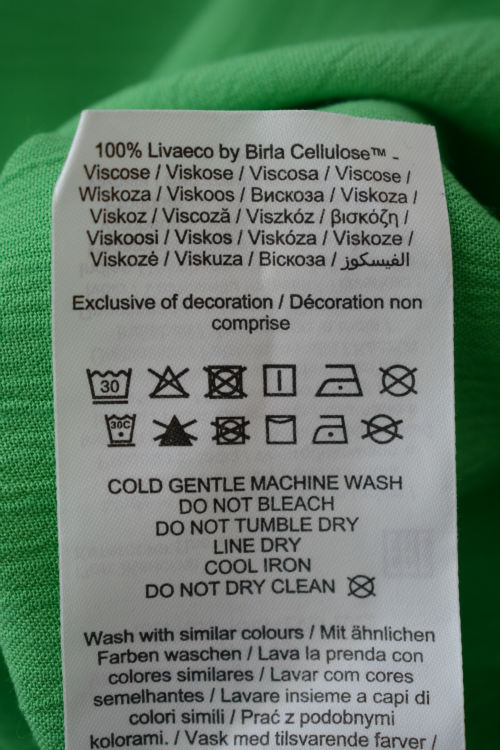 100% Livaeco by Birla Cellulose™ -
Viscose / Viskose / Viscosa / Viscose /
Wiskoza / Viskoos / Вискоза / Viskoza /
Viskoz / Viscoză / Viszkóz / βισκόζη /
Viskoosi / Viskos / Viskóza / Viskoze /
Viskozė / Viskuza / Віскоза / الفيسكوز
Exclusive of decoration / Décoration non
comprise
30
30C
COLD GENTLE MACHINE WASH
DO NOT BLEACH
DO NOT TUMBLE DRY
LINE DRY
COOL IRON
DO NOT DRY CLEAN
Wash with similar colours / Mit ähnlichen
Farben waschen / Lava la prenda con
colores similares / Lavar com cores
semelhantes / Lavare insieme a capi di
colori simili / Prać z podobnymi
kolorami. / Vask med tilsvarende farver /